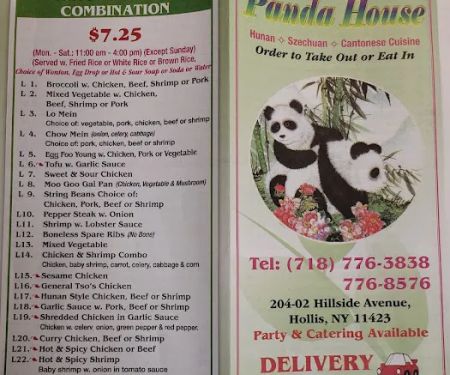 COMBINATION
$7.25
(Mon. - Sat.: 11:00 am - 4:00 pm) (Except Sunday)
(Served w. Fried Rice or White Rice or Brown Rice,
Choice of Wonton, Egg Drop or Hot & Sour Soup or Soda or Water
L 1. Broccoli w. Chicken, Beef, Shrimp or Pork
L 2. Mixed Vegetable w. Chicken,
Beef, Shrimp or Pork
L 3. Lo Mein
Choice of: vegetable, pork, chicken, beef or shrimp
L 4. Chow Mein (onion, celery, cabbage)
Choice of: pork, chicken, beef or shrimp
L 5. Egg Foo Young w. Chicken, Pork or Vegetable
L 6. Tofu w. Garlic Sauce
L 7. Sweet & Sour Chicken
L 8. Moo Goo Gai Pan (Chicken, Vegetable & Mushroom)
L 9. String Beans Choice of:
Chicken, Pork, Beef or Shrimp
L10. Pepper Steak w. Onion
L11. Shrimp w. Lobster Sauce
L12. Boneless Spare Ribs (No Bone)
L13. Mixed Vegetable
L14. Chicken & Shrimp Combo
Chicken, baby shrimp, carrot, celery, cabbage & corn
L15. Sesame Chicken
L16. General Tso's Chicken
L17. Hunan Style Chicken, Beef or Shrimp
L18. Garlic Sauce w. Pork, Beef or Shrimp
L19. Shredded Chicken in Garlic Sauce
Chicken w. celery, onion, green pepper and red pepper
L20. Curry Chicken, Beef or Shrimp
L21. Hot & Spicy Chicken or Beef
L22. Hot & Spicy Shrimp
Baby shrimp w. onion in tomato sauce
Panda House
Hunan Szechuan Cantonese Cuisine
Order to Take Out or Eat In
Tel: (718) 776-3838
776-8576
204-02 Hillside Avenue,
Hollis, NY 11423
Party & Catering Available
DELIVERY